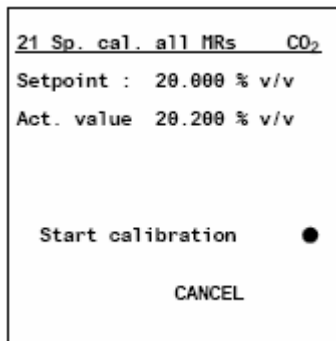 21 Sp. cal. all MRs CO₂
Setpoint : 20.000 % v/v
Act. value 20.200 % v/v
Start calibration ●
CANCEL